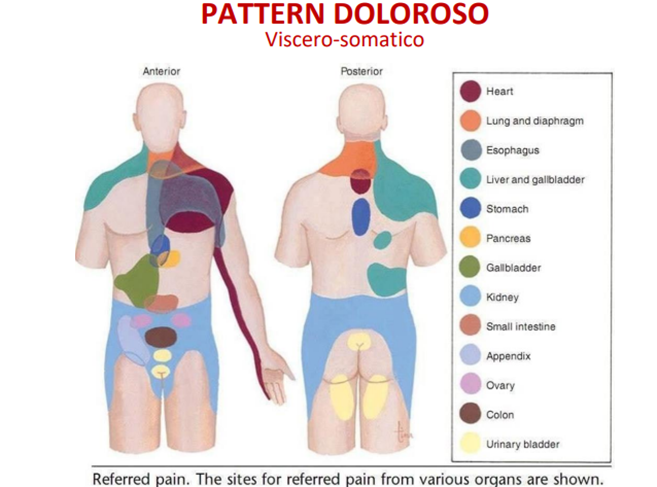 PATTERN DOLOROSO
Viscero-somatico
Anterior
Posterior
Heart
Lung and diaphragm
Esophagus
Liver and gallbladder
Stomach
Pancreas
Gallbladder
Kidney
Small intestine
Appendix
Ovary
Colon
Urinary bladder
Referred pain. The sites for referred pain from various organs are shown.